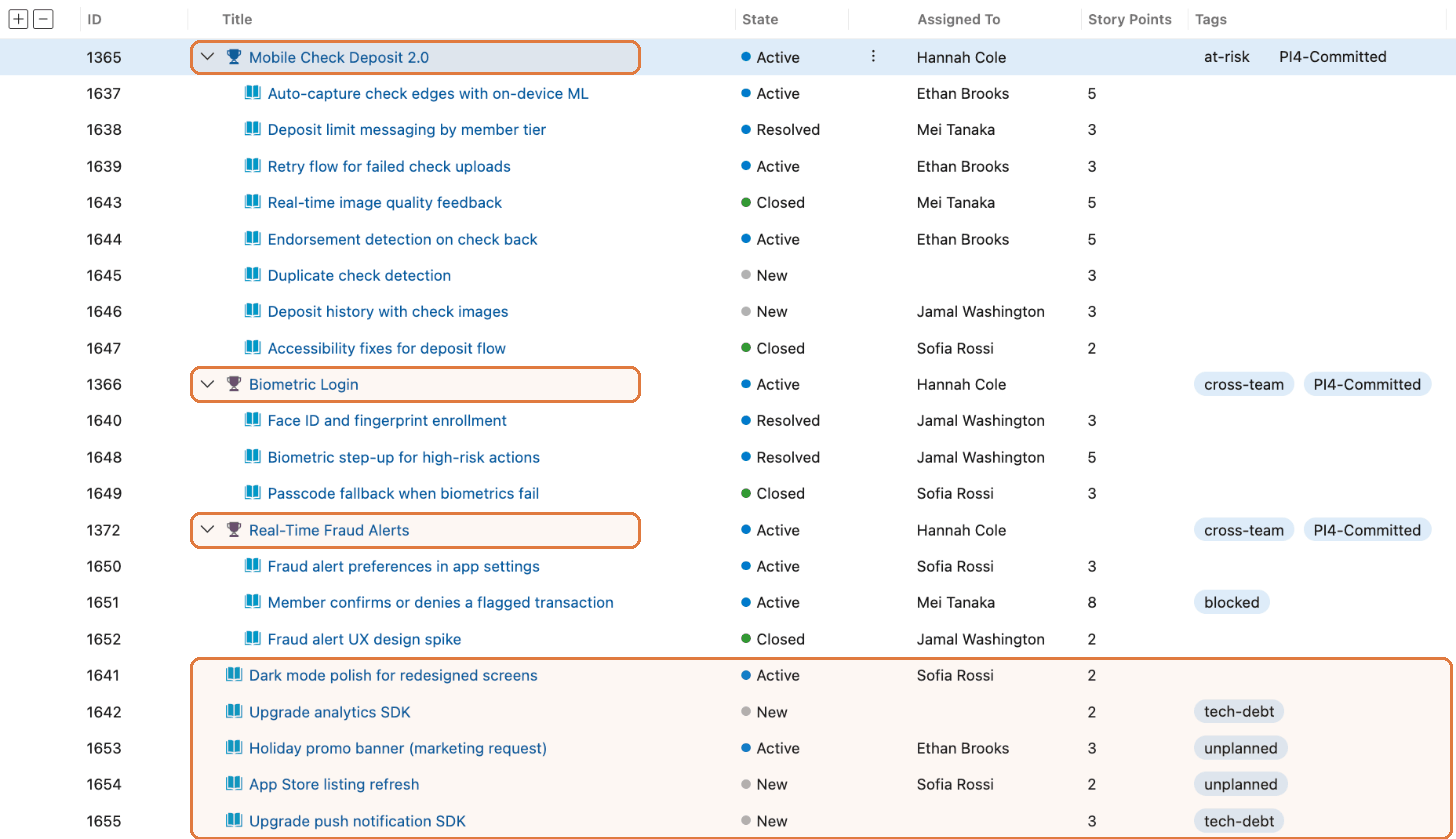 ID Title State Assigned To Story Points Tags
1365 Mobile Check Deposit 2.0 Active Hannah Cole at-risk PI4-Committed
1637 Auto-capture check edges with on-device ML Active Ethan Brooks 5
1638 Deposit limit messaging by member tier Resolved Mei Tanaka 3
1639 Retry flow for failed check uploads Active Ethan Brooks 3
1643 Real-time image quality feedback Closed Mei Tanaka 5
1644 Endorsement detection on check back Active Ethan Brooks 5
1645 Duplicate check detection New 3
1646 Deposit history with check images New Jamal Washington 3
1647 Accessibility fixes for deposit flow Closed Sofia Rossi 2
1366 Biometric Login Active Hannah Cole cross-team PI4-Committed
1640 Face ID and fingerprint enrollment Resolved Jamal Washington 3
1648 Biometric step-up for high-risk actions Resolved Jamal Washington 5
1649 Passcode fallback when biometrics fail Closed Sofia Rossi 3
1372 Real-Time Fraud Alerts Active Hannah Cole cross-team PI4-Committed
1650 Fraud alert preferences in app settings Active Sofia Rossi 3
1651 Member confirms or denies a flagged transaction Active Mei Tanaka 8 blocked
1652 Fraud alert UX design spike Closed Jamal Washington 2
1641 Dark mode polish for redesigned screens Active Sofia Rossi 2
1642 Upgrade analytics SDK New 2 tech-debt
1653 Holiday promo banner (marketing request) Active Ethan Brooks 3 unplanned
1654 App Store listing refresh New Sofia Rossi 2 unplanned
1655 Upgrade push notification SDK New 3 tech-debt